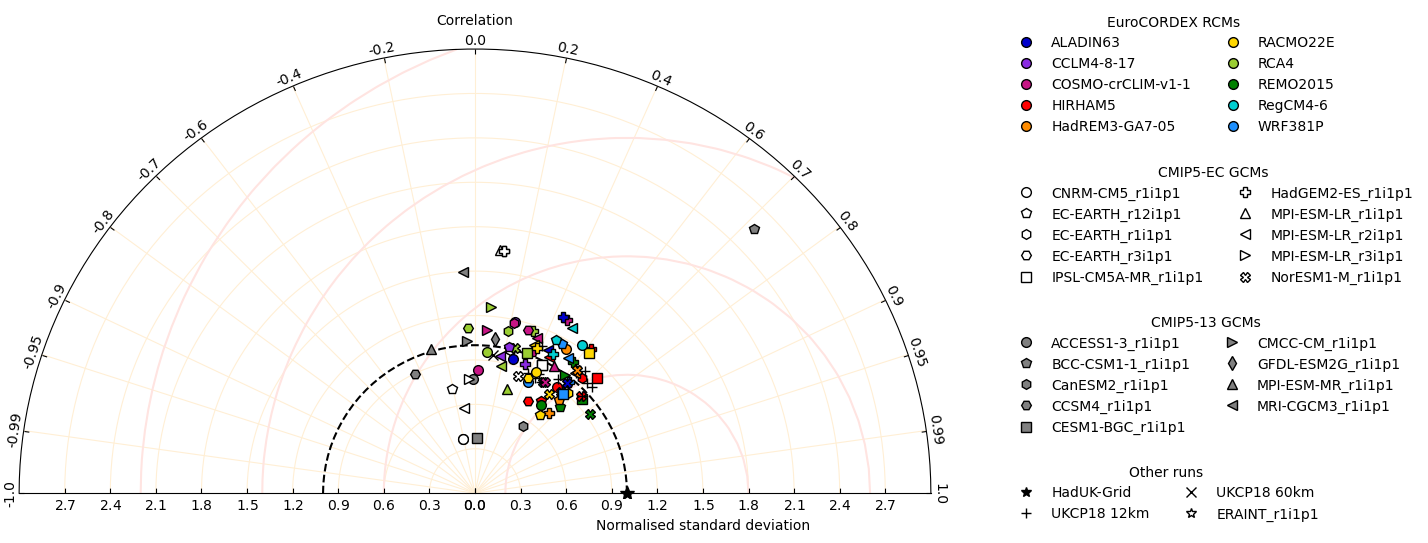 Correlation
-1.0
-0.99
-0.95
-0.9
-0.8
-0.7
-0.6
-0.4
-0.2
0.0
0.2
0.4
0.6
0.7
0.8
0.9
0.95
0.99
1.0
2.7 2.4 2.1 1.8 1.5 1.2 0.9 0.6 0.3 0.0 0.3 0.6 0.9 1.2 1.5 1.8 2.1 2.4 2.7
Normalised standard deviation
EuroCORDEX RCMs
ALADIN63 RACMO22E
CCLM4-8-17 RCA4
COSMO-crCLIM-v1-1 REMO2015
HIRHAM5 RegCM4-6
HadREM3-GA7-05 WRF381P
CMIP5-EC GCMs
CNRM-CM5_r1i1p1 HadGEM2-ES_r1i1p1
EC-EARTH_r12i1p1 MPI-ESM-LR_r1i1p1
EC-EARTH_r1i1p1 MPI-ESM-LR_r2i1p1
EC-EARTH_r3i1p1 MPI-ESM-LR_r3i1p1
IPSL-CM5A-MR_r1i1p1 NorESM1-M_r1i1p1
CMIP5-13 GCMs
ACCESS1-3_r1i1p1 CMCC-CM_r1i1p1
BCC-CSM1-1_r1i1p1 GFDL-ESM2G_r1i1p1
CanESM2_r1i1p1 MPI-ESM-MR_r1i1p1
CCSM4_r1i1p1 MRI-CGCM3_r1i1p1
CESM1-BGC_r1i1p1
Other runs
HadUK-Grid UKCP18 60km
UKCP18 12km ERAINT_r1i1p1